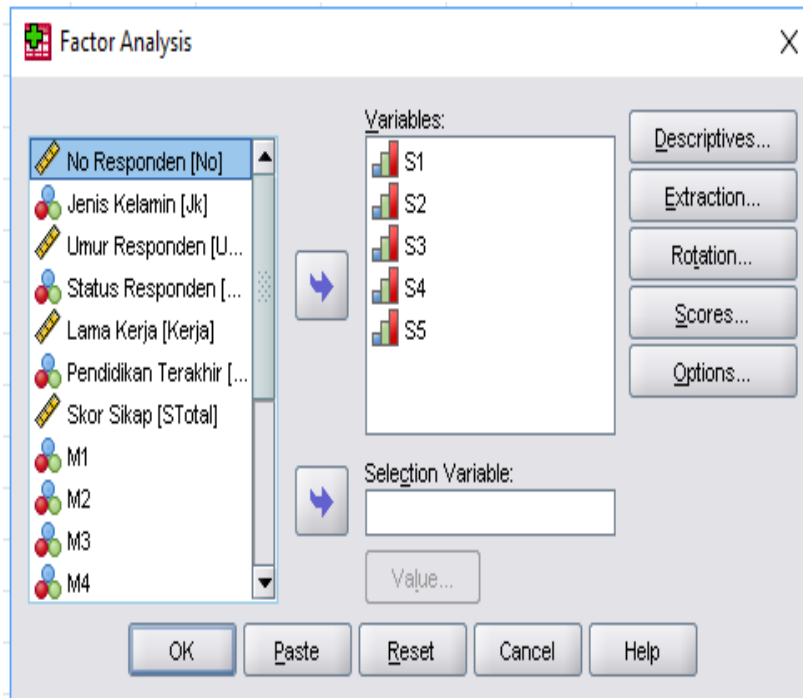 Factor Analysis
No Responden [No]
Jenis Kelamin [Jk]
Umur Responden [U...
Status Responden [...
Lama Kerja [Kerja]
Pendidikan Terakhir [...
Skor Sikap [STotal]
M1
M2
M3
M4
Variables:
S1
S2
S3
S4
S5
Selection Variable:
Value...
Descriptives...
Extraction...
Rotation...
Scores...
Options...
OK
Paste
Reset
Cancel
Help